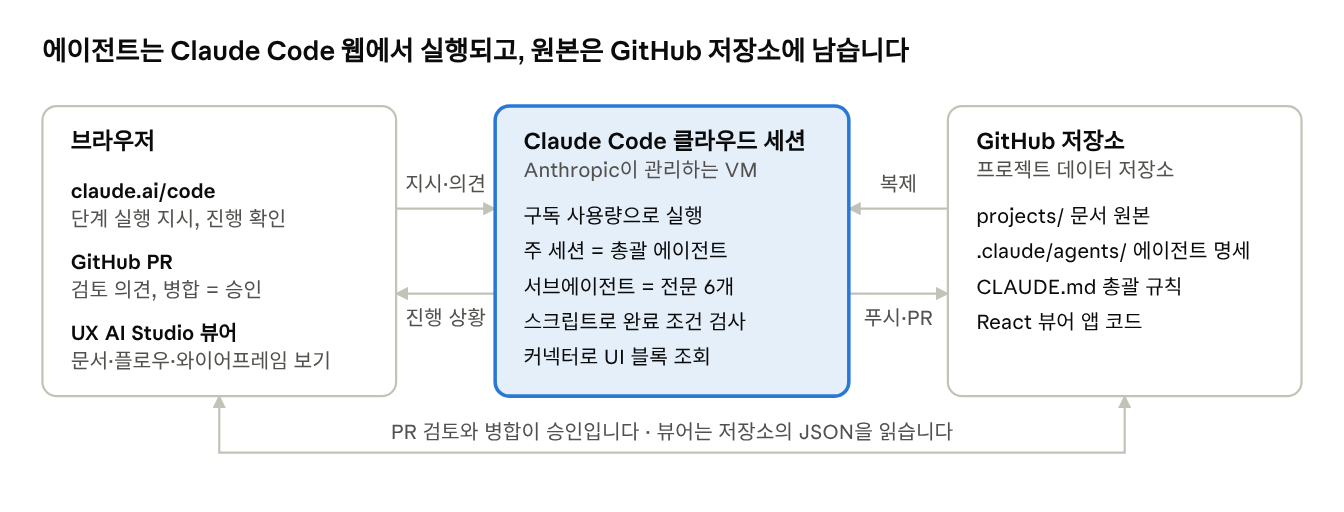 에이전트는 Claude Code 웹에서 실행되고, 원본은 GitHub 저장소에 남습니다
브라우저
claude.ai/code
단계 실행 지시, 진행 확인
GitHub PR
검토 의견, 병합 = 승인
UX AI Studio 뷰어
문서·플로우·와이어프레임 보기
지시·의견
진행 상황
Claude Code 클라우드 세션
Anthropic이 관리하는 VM
구독 사용량으로 실행
주 세션 = 총괄 에이전트
서브에이전트 = 전문 6개
스크립트로 완료 조건 검사
커넥터로 UI 블록 조회
복제
푸시·PR
GitHub 저장소
프로젝트 데이터 저장소
projects/ 문서 원본
.claude/agents/ 에이전트 명세
CLAUDE.md 총괄 규칙
React 뷰어 앱 코드
PR 검토와 병합이 승인입니다 · 뷰어는 저장소의 JSON을 읽습니다